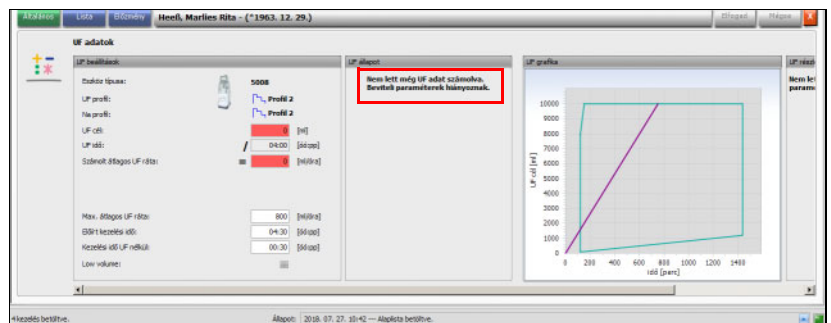 Általános Lista Előzmény Heeß, Marlies Rita - (*1963. 12. 29.) Elfogad Mégse X
UF adatok
UF beállítások
Eszköz típusa: 5008
UF profil: Profil 2
Na profil: Profil 2
UF cél: 0 [ml]
UF idő: / 04:00 [óó:pp]
Számolt átlagos UF ráta: = 0 [ml/óra]
Max. átlagos UF ráta: 800 [ml/óra]
Előírt kezelési idő: 04:30 [óó:pp]
Kezelési idő UF nélkül: 00:30 [óó:pp]
Low volume:
UF állapot
Nem lett még UF adat számolva.
Beviteli paraméterek hiányoznak.
UF grafika
UF cél [ml]
10000
9000
8000
7000
6000
5000
4000
3000
2000
1000
0
0 200 400 600 800 1000 1200 1400
idő [perc]
UF
Nem
param
kezelés betöltve. Állapot: 2018. 07. 27. 10:42 — Alaplista betöltve.